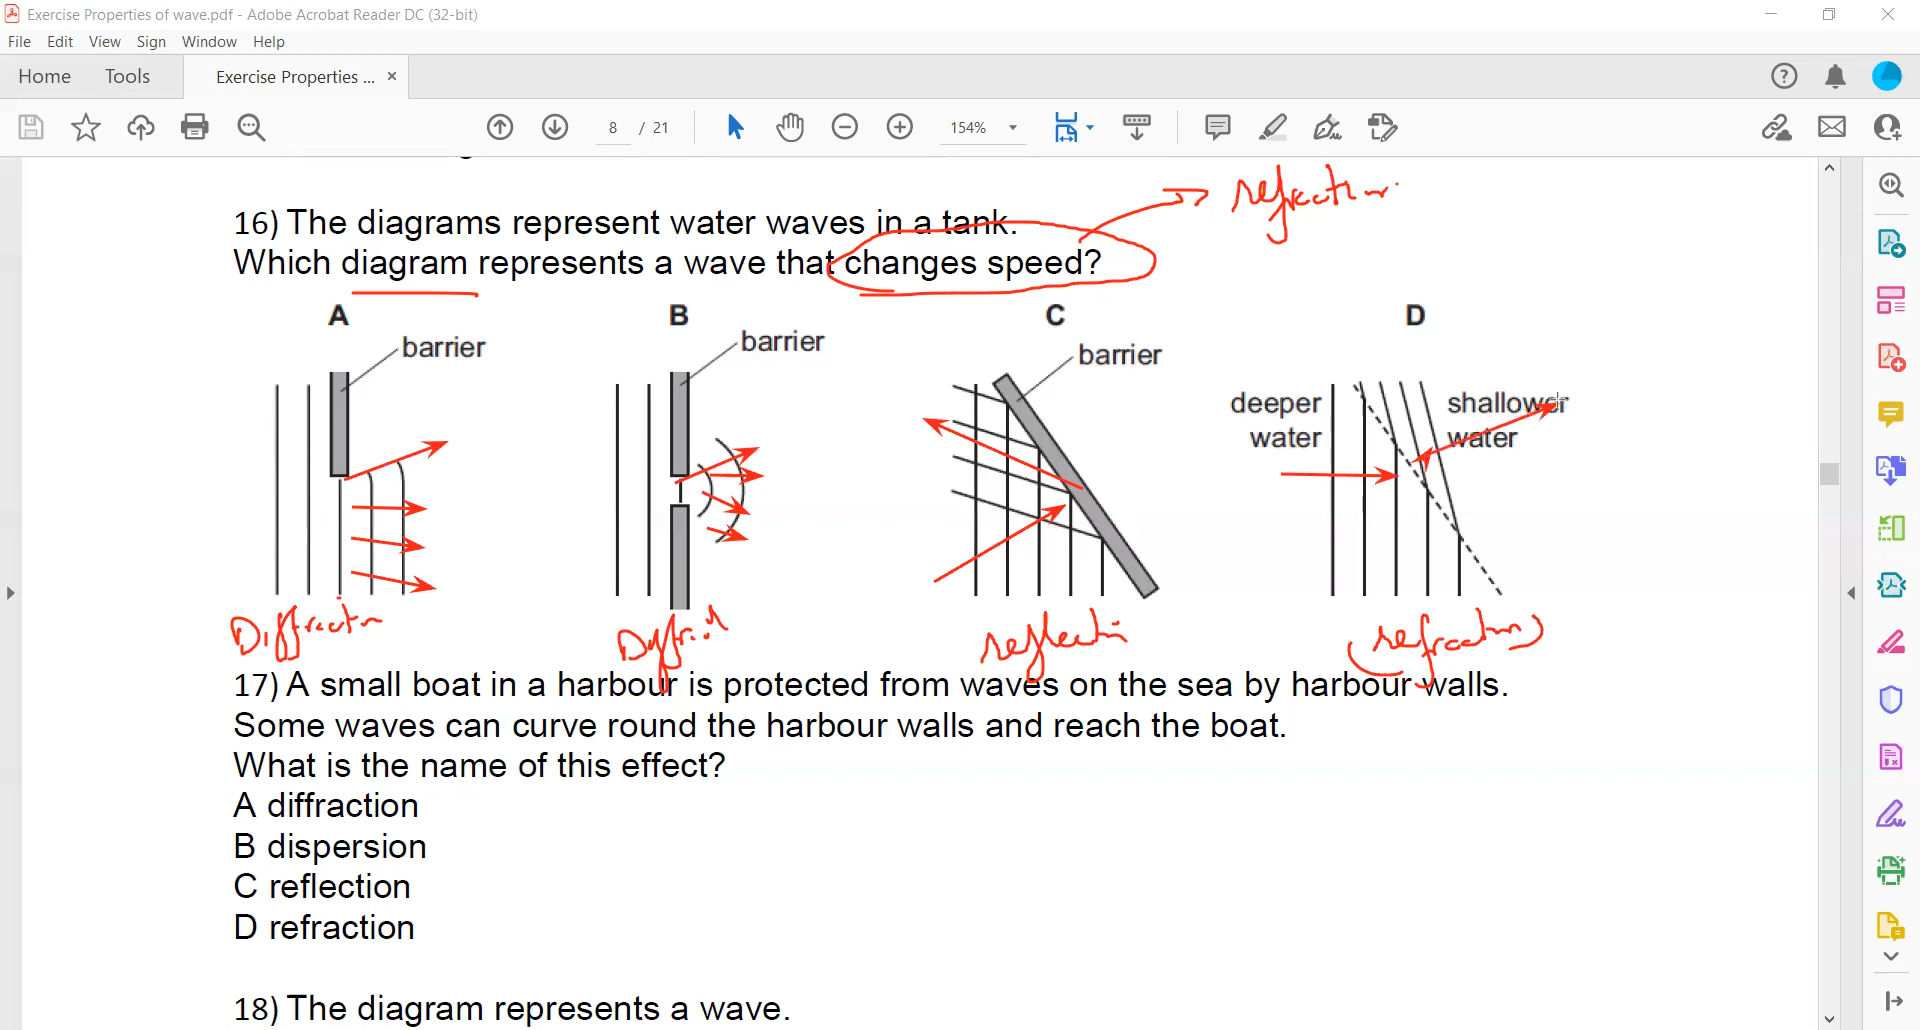 Exercise Properties of wave.pdf - Adobe Acrobat Reader DC (32-bit)
File Edit View Sign Window Help
Home Tools Exercise Properties ... ×
8 / 21 154%
refraction
16) The diagrams represent water waves in a tank.
Which diagram represents a wave that changes speed?
A B C D
barrier barrier barrier
deeper water shallower water
Diffraction reflection (refraction)
17) A small boat in a harbour is protected from waves on the sea by harbour walls.
Some waves can curve round the harbour walls and reach the boat.
What is the name of this effect?
A diffraction
B dispersion
C reflection
D refraction
18) The diagram represents a wave.